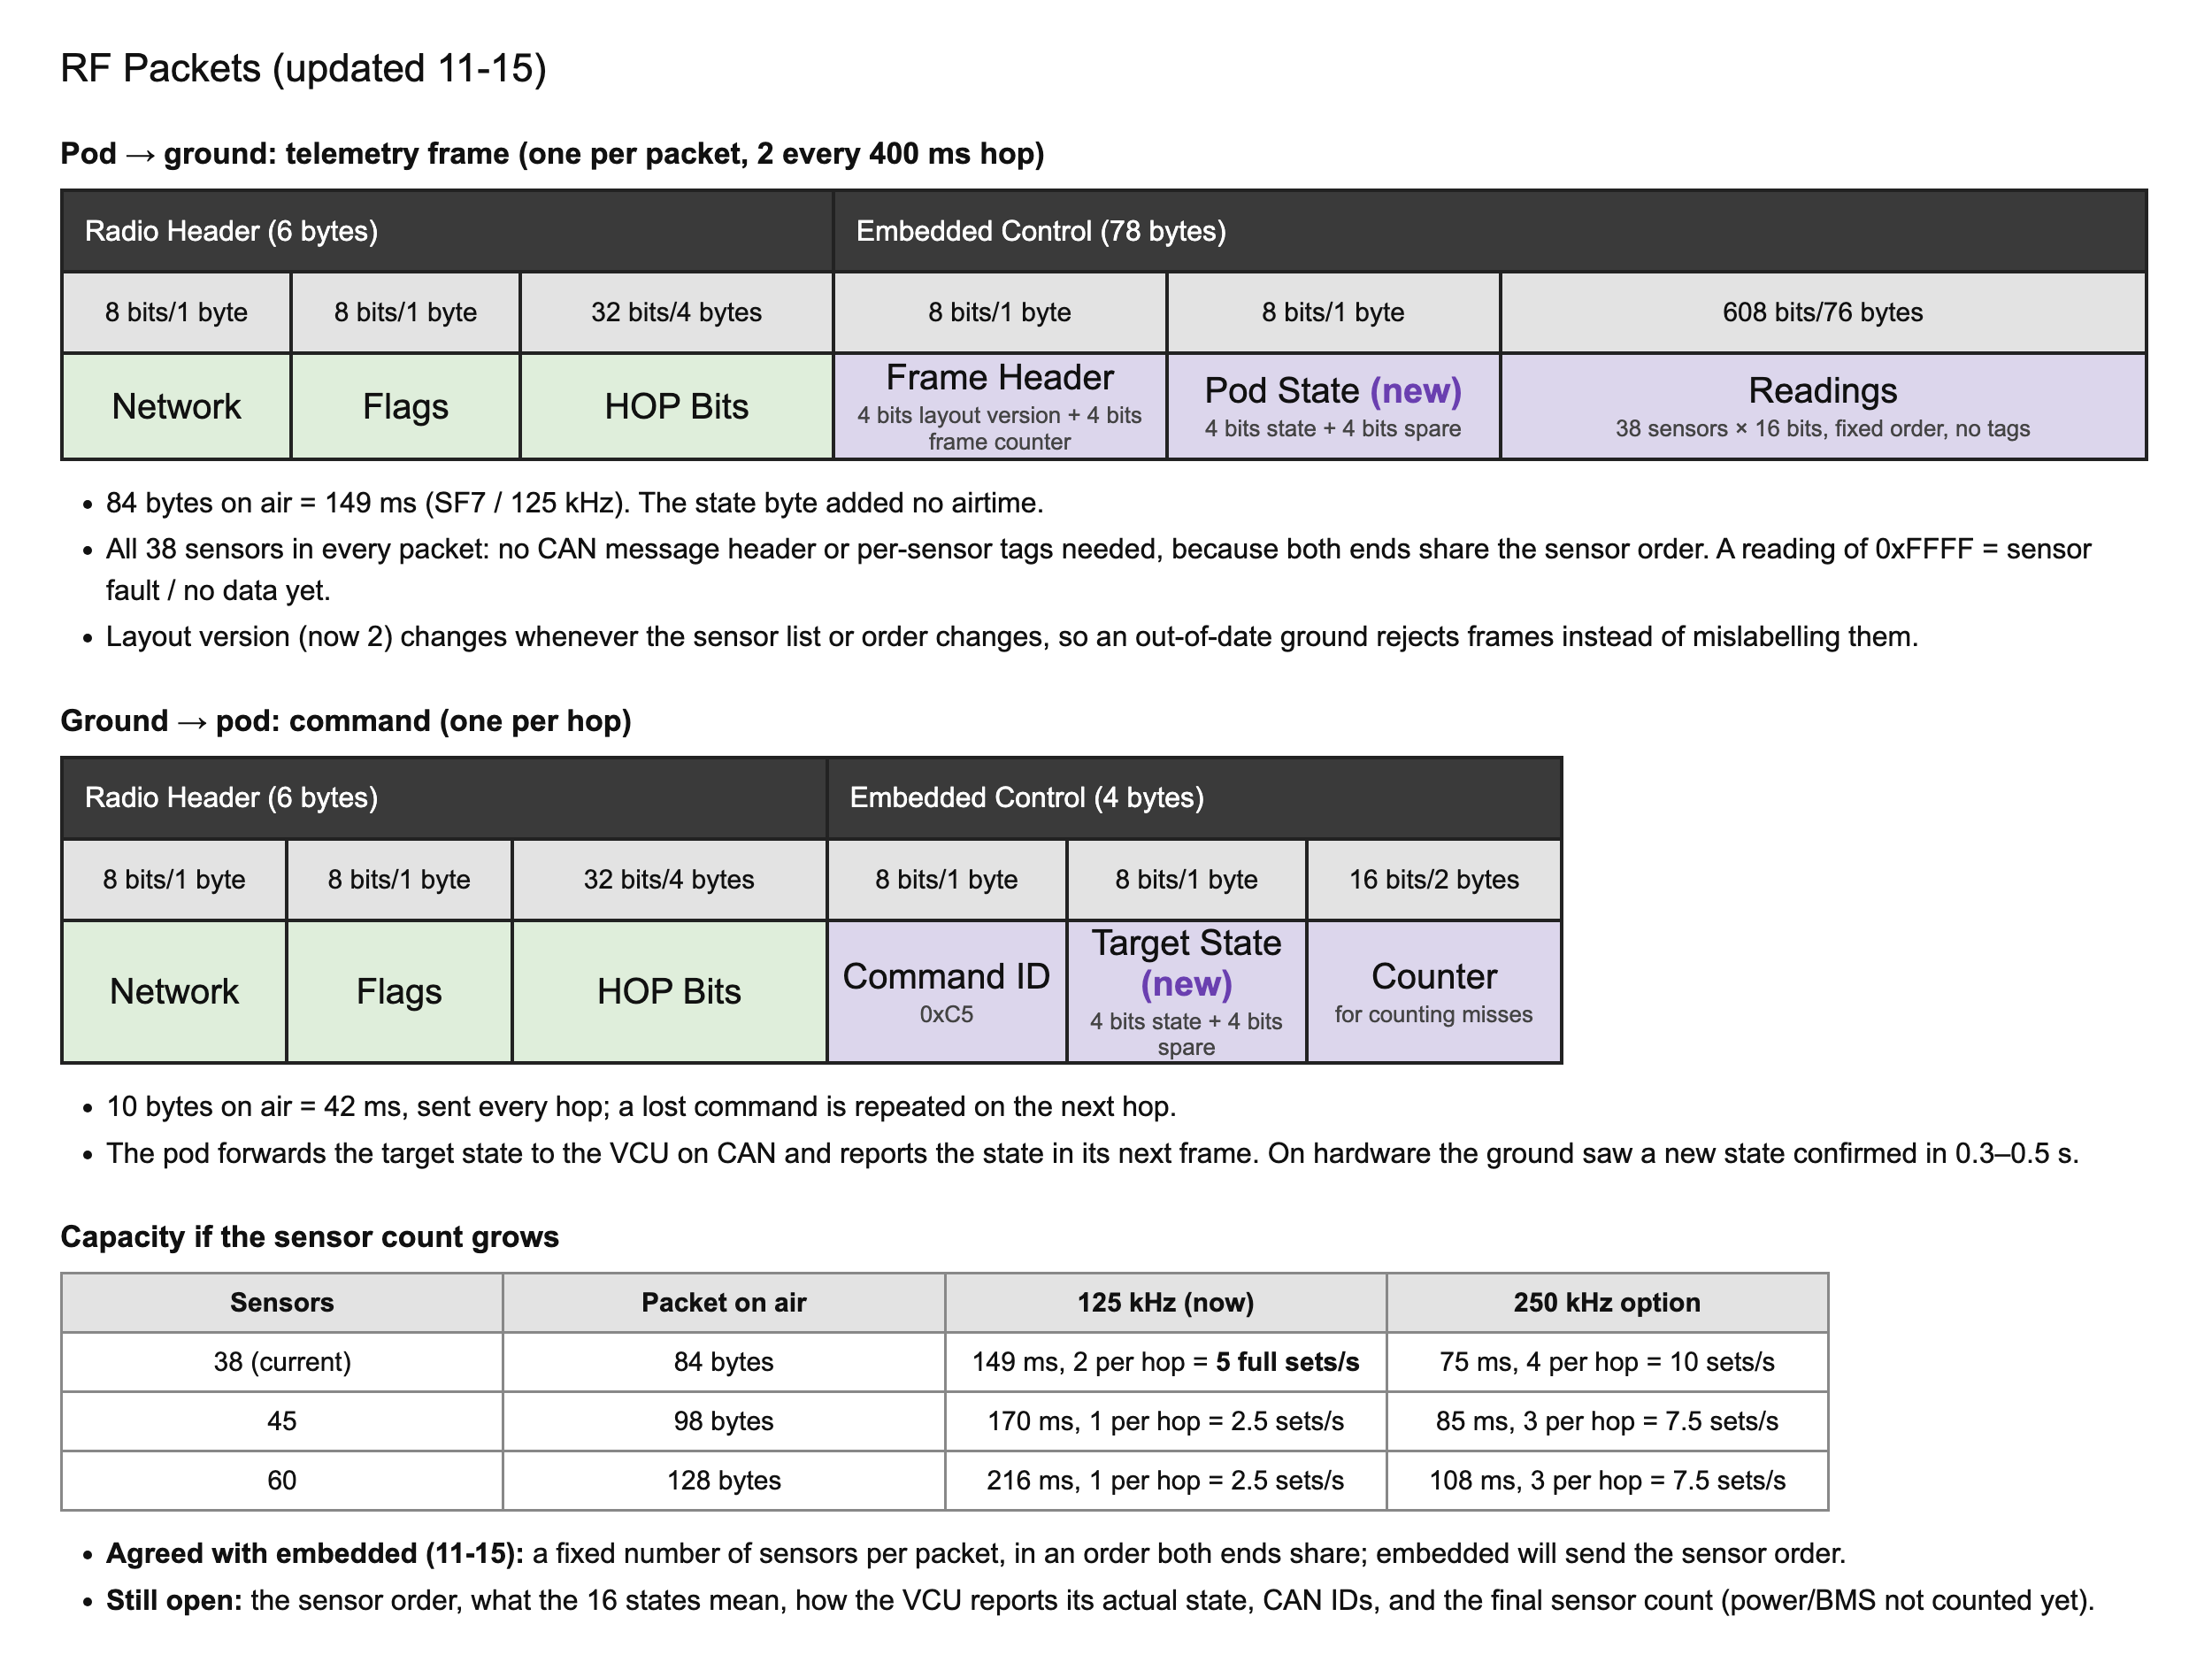 RF Packets (updated 11-15)
Pod → ground: telemetry frame (one per packet, 2 every 400 ms hop)
Radio Header (6 bytes)
Embedded Control (78 bytes)
8 bits/1 byte
8 bits/1 byte
32 bits/4 bytes
8 bits/1 byte
8 bits/1 byte
608 bits/76 bytes
Network
Flags
HOP Bits
Frame Header
4 bits layout version + 4 bits
frame counter
Pod State (new)
4 bits state + 4 bits spare
Readings
38 sensors × 16 bits, fixed order, no tags
• 84 bytes on air = 149 ms (SF7 / 125 kHz). The state byte added no airtime.
• All 38 sensors in every packet: no CAN message header or per-sensor tags needed, because both ends share the sensor order. A reading of 0xFFFF = sensor
fault / no data yet.
• Layout version (now 2) changes whenever the sensor list or order changes, so an out-of-date ground rejects frames instead of mislabelling them.
Ground → pod: command (one per hop)
Radio Header (6 bytes)
Embedded Control (4 bytes)
8 bits/1 byte
8 bits/1 byte
32 bits/4 bytes
8 bits/1 byte
8 bits/1 byte
16 bits/2 bytes
Network
Flags
HOP Bits
Command ID
0xC5
Target State
(new)
4 bits state + 4 bits
spare
Counter
for counting misses
• 10 bytes on air = 42 ms, sent every hop; a lost command is repeated on the next hop.
• The pod forwards the target state to the VCU on CAN and reports the state in its next frame. On hardware the ground saw a new state confirmed in 0.3–0.5 s.
Capacity if the sensor count grows
Sensors
Packet on air
125 kHz (now)
250 kHz option
38 (current)
84 bytes
149 ms, 2 per hop = 5 full sets/s
75 ms, 4 per hop = 10 sets/s
45
98 bytes
170 ms, 1 per hop = 2.5 sets/s
85 ms, 3 per hop = 7.5 sets/s
60
128 bytes
216 ms, 1 per hop = 2.5 sets/s
108 ms, 3 per hop = 7.5 sets/s
• Agreed with embedded (11-15): a fixed number of sensors per packet, in an order both ends share; embedded will send the sensor order.
• Still open: the sensor order, what the 16 states mean, how the VCU reports its actual state, CAN IDs, and the final sensor count (power/BMS not counted yet).